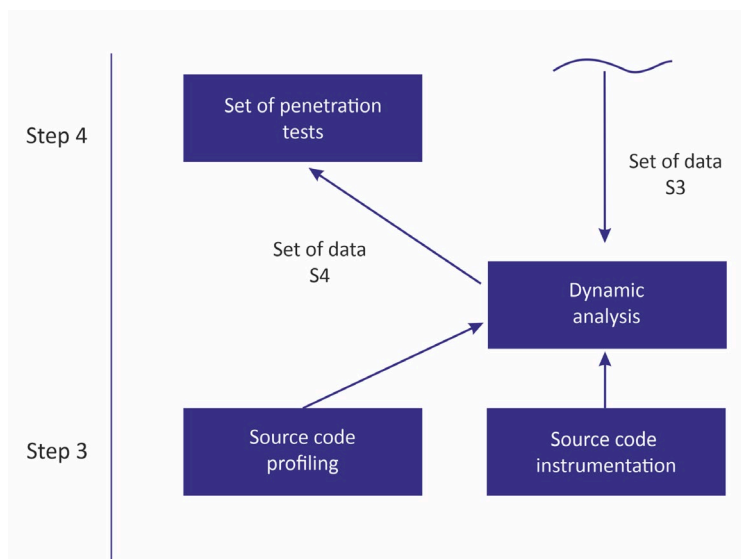 Step 4
Set of penetration
tests
Set of data
S3
Set of data
S4
Dynamic
analysis
Step 3
Source code
profiling
Source code
instrumentation